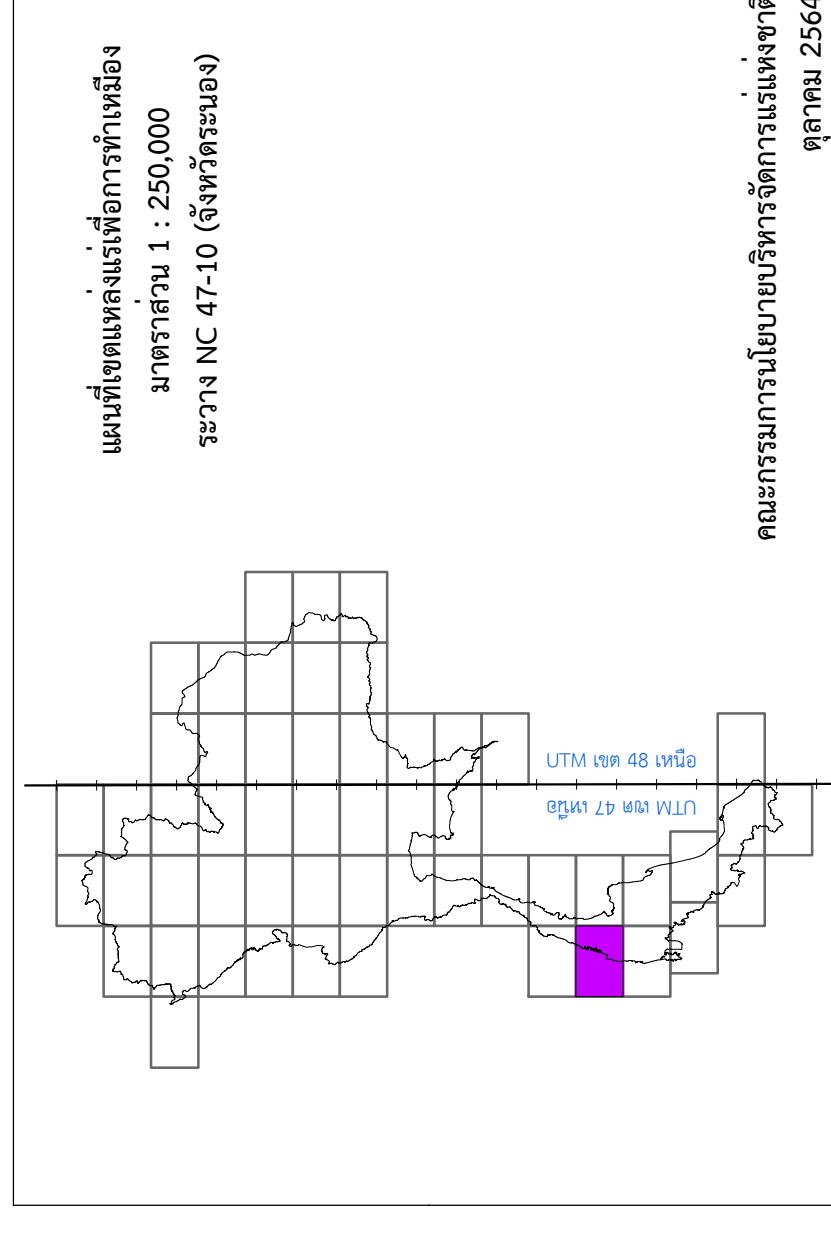 แผนที่เขตแหล่งแร่เพื่อการทำเหมือง
มาตราส่วน 1 : 250,000
ระวาง NC 47-10 (จังหวัดระนอง)
UTM เขต 48 เหนือ
UTM เขต 47 เหนือ
คณะกรรมการนโยบายบริหารจัดการแร่แห่งชาติ
ตุลาคม 2564